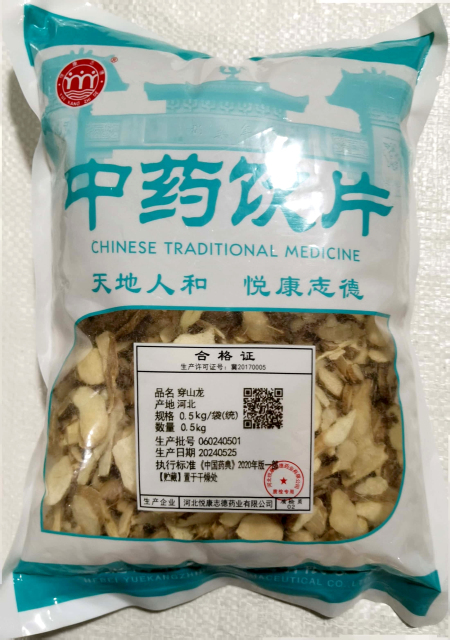 中药饮片
CHINESE TRADITIONAL MEDICINE
天地人和 悦康志德
合格证
生产许可证号：冀20170005
品名 穿山龙
产地 河北
规格 0.5kg/袋(统)
数量 0.5kg
生产批号 060240501
生产日期 20240525
执行标准《中国药典》2020年版一部
【贮藏】置干干燥处
生产企业 河北悦康志德药业有限公司
02